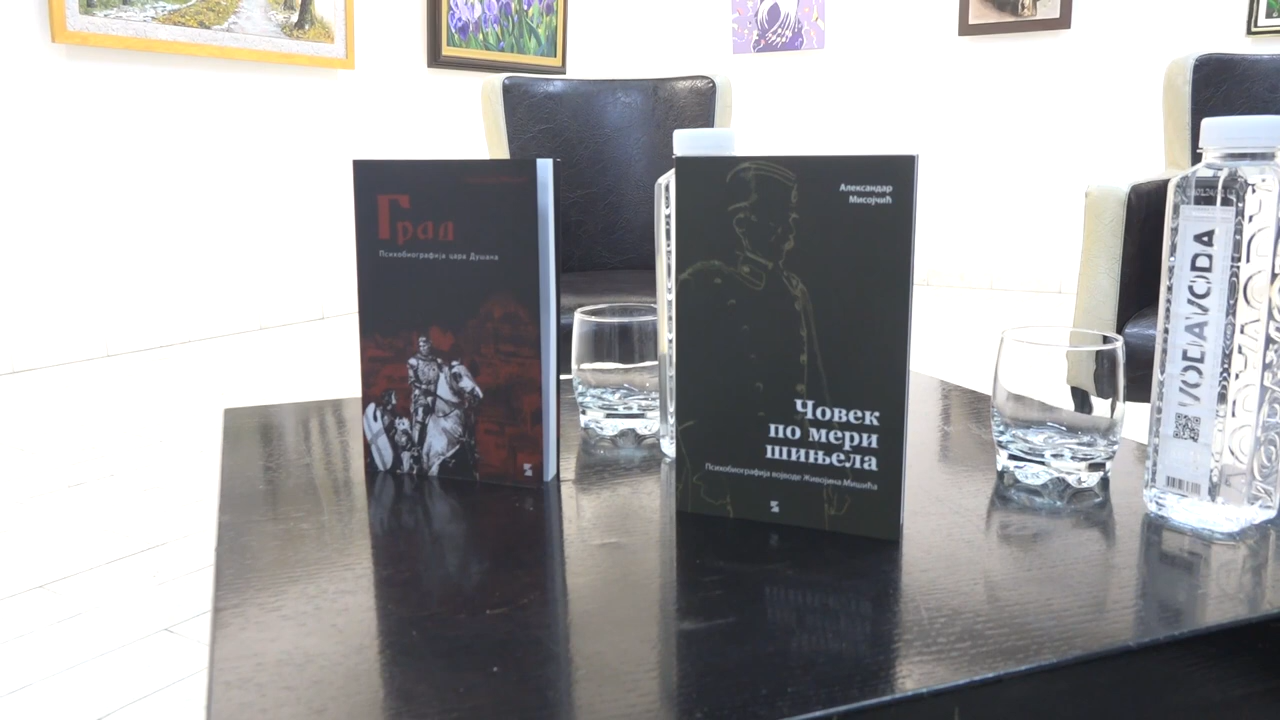 Град
Психобиографија цара Душана
Александар
Мисојчић
Човек
по мери
шињела
Психобиографија војводе Живојина Мишића
VODAVODA